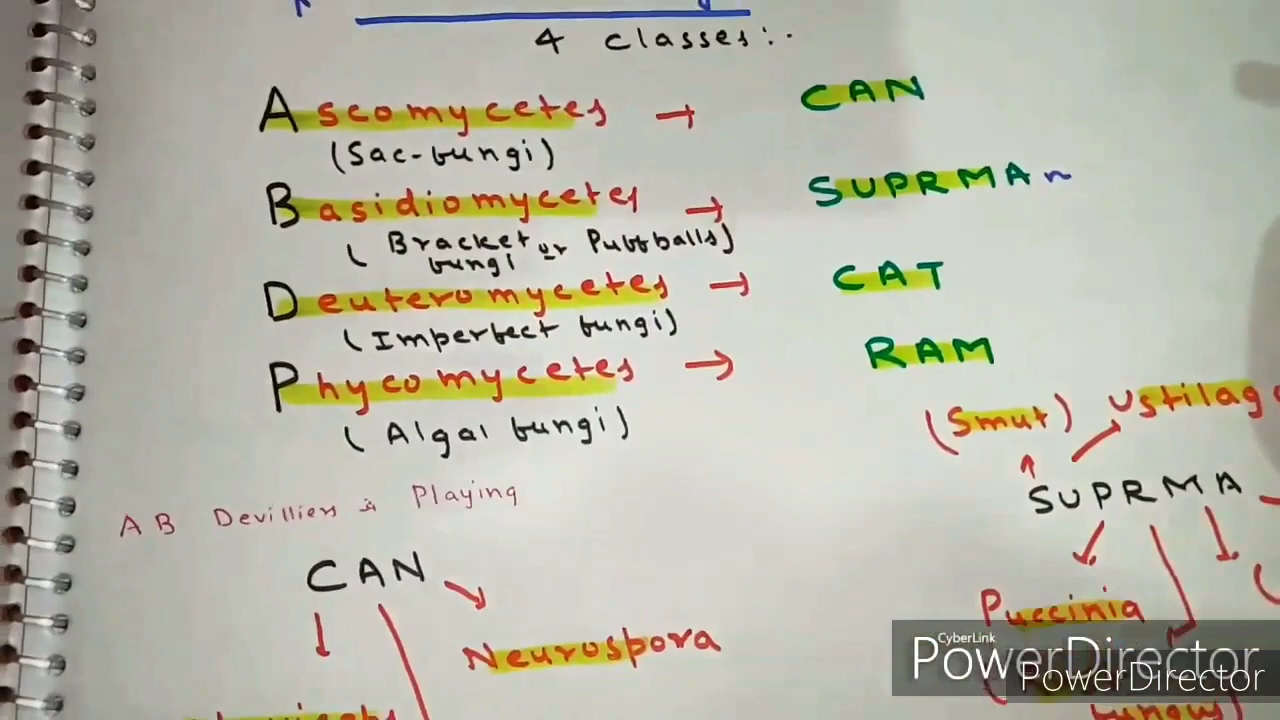 4 classes:-
Ascomycetes → CAN
(Sac-fungi)
Basidiomycetes → SUPRMAn
(Bracket or Puffballs)
fungi
Deuteromycetes → CAT
(Imperfect fungi)
Phycomycetes → RAM
(Algal fungi)
(Smut) Ustilag
SUPRMA
AB Devilliers is Playing
CAN
Puccinia
Neurospora
fungus)
CyberLink
PowerDirector
PowerDirector